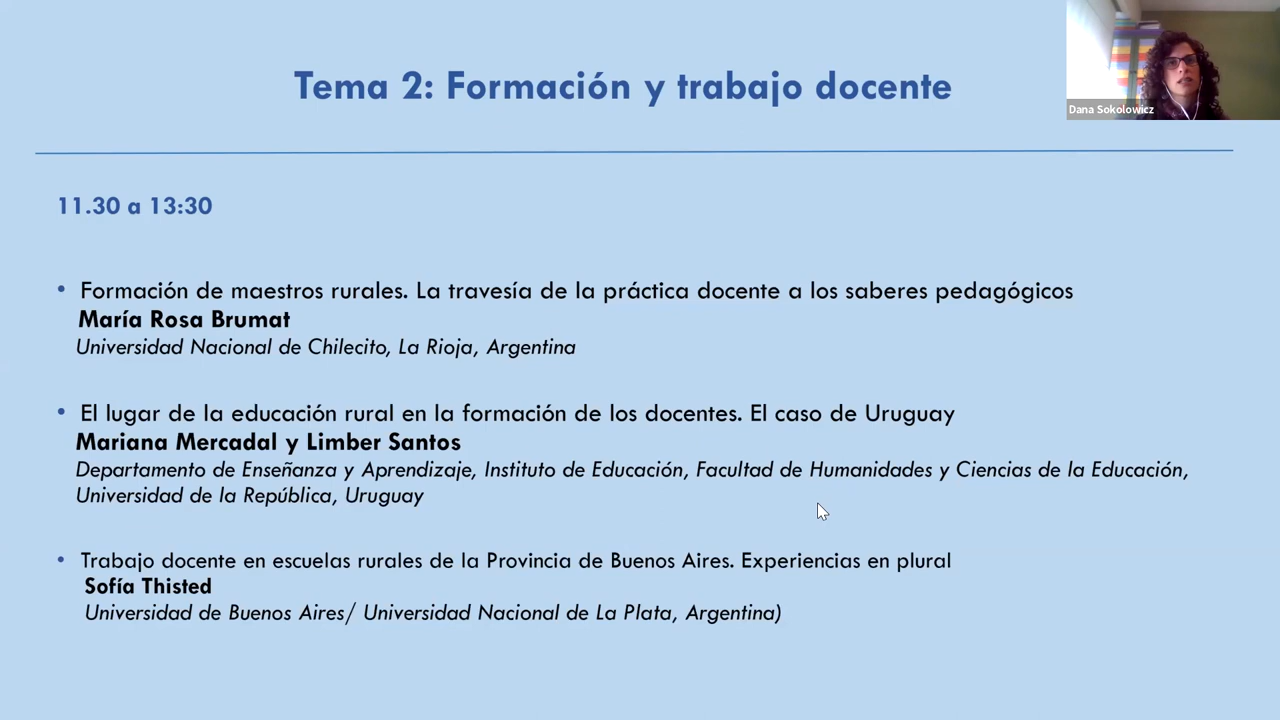 Tema 2: Formación y trabajo docente
Dana Sokolowicz
11.30 a 13:30
• Formación de maestros rurales. La travesía de la práctica docente a los saberes pedagógicos
María Rosa Brumat
Universidad Nacional de Chilecito, La Rioja, Argentina
• El lugar de la educación rural en la formación de los docentes. El caso de Uruguay
Mariana Mercadal y Limber Santos
Departamento de Enseñanza y Aprendizaje, Instituto de Educación, Facultad de Humanidades y Ciencias de la Educación,
Universidad de la República, Uruguay
• Trabajo docente en escuelas rurales de la Provincia de Buenos Aires. Experiencias en plural
Sofía Thisted
Universidad de Buenos Aires/ Universidad Nacional de La Plata, Argentina)